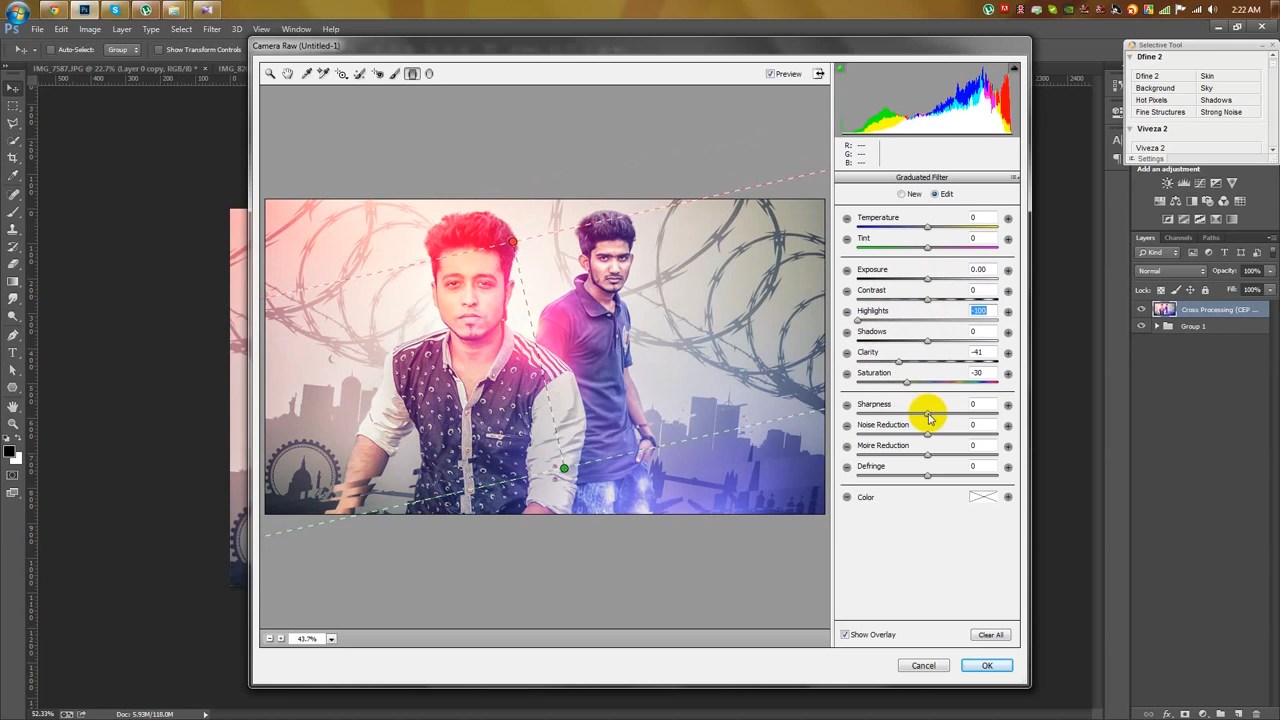 2:22 AM
Ps File Edit Image Layer Type Select Filter 3D View Window Help
Auto-Select: Group Show Transform Controls
IMG_7587.JPG @ 22.7% (Layer 0 copy, RGB/8) *
Camera Raw (Untitled-1)
Preview
R: ---
G: ---
B: ---
Graduated Filter
New Edit
Temperature 0
Tint 0
Exposure 0.00
Contrast 0
Highlights -100
Shadows 0
Clarity -41
Saturation -30
Sharpness 0
Noise Reduction 0
Moire Reduction 0
Defringe 0
Color
Show Overlay Clear All
43.7%
Cancel OK
Selective Tool
Dfine 2
Dfine 2 Skin
Background Sky
Hot Pixels Shadows
Fine Structures Strong Noise
Viveza 2
Viveza 2
Settings
Add an adjustment
Layers Channels Paths
Kind
Normal Opacity: 100%
Lock: Fill: 100%
Cross Processing (CEP ...
Group 1
52.33% Doc: 5.93M/118.0M